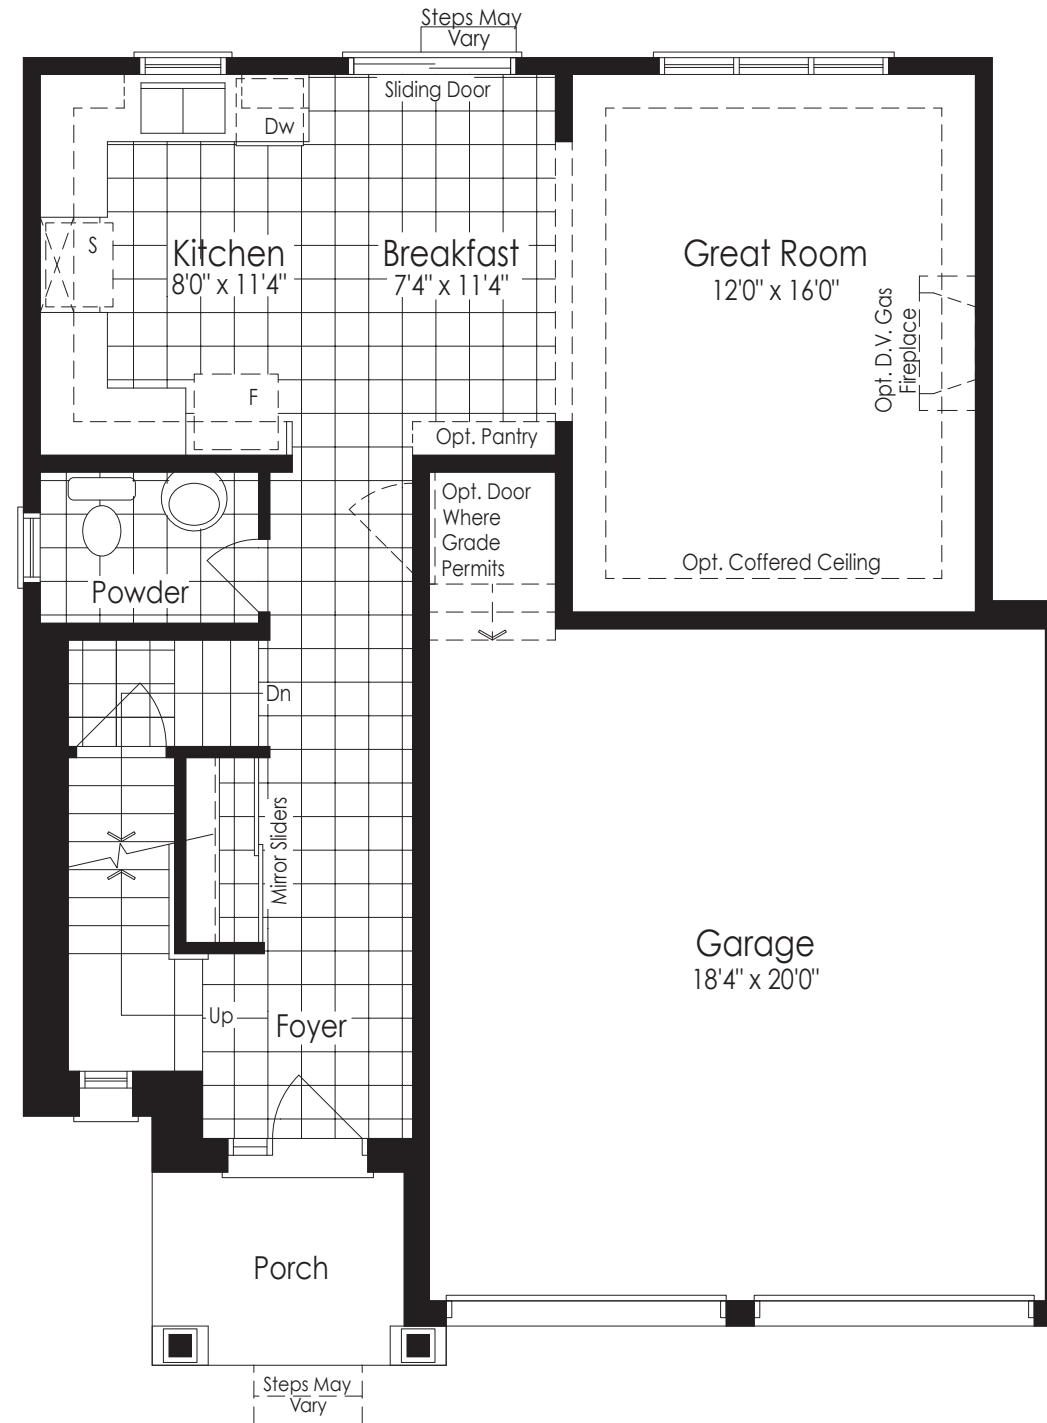 Steps May
Vary
Sliding Door
Dw
S
Kitchen
8'0" x 11'4"
Breakfast
7'4" x 11'4"
Great Room
12'0" x 16'0"
Opt. D.V. Gas
Fireplace
F
Opt. Pantry
Opt. Door
Where
Grade
Permits
Opt. Coffered Ceiling
Powder
Dn
Mirror Sliders
Garage
18'4" x 20'0"
Up
Foyer
Porch
Steps May
Vary